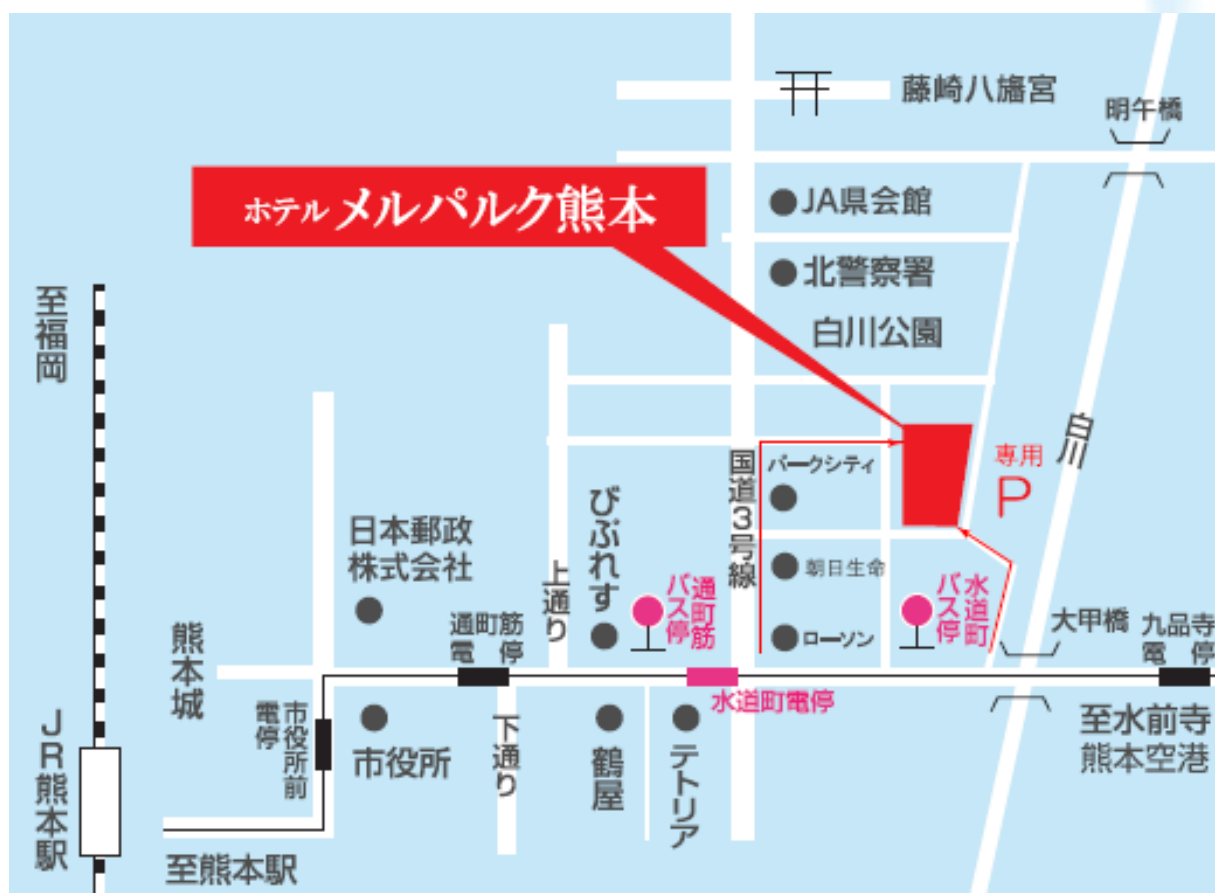 藤崎八旛宮
明午橋
ホテル メルパルク熊本
JA県会館
北警察署
白川公園
至福岡
白川
専用
P
パークシティ
国道3号線
びぷれす
日本郵政
株式会社
上通り
通町筋
バス停
朝日生命
水道町
バス停
通町筋
電停
ローソン
大甲橋
九品寺
電停
熊本城
水道町電停
市役所前
電停
市役所
下通り
鶴屋
テトリア
至水前寺
熊本空港
JR熊本駅
至熊本駅